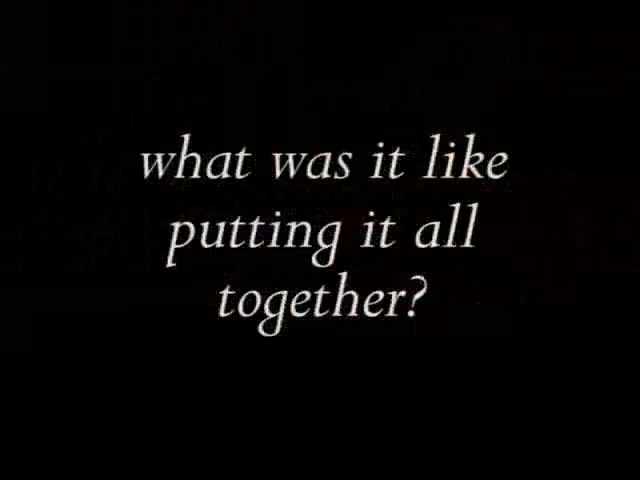 what was it like
putting it all
together?